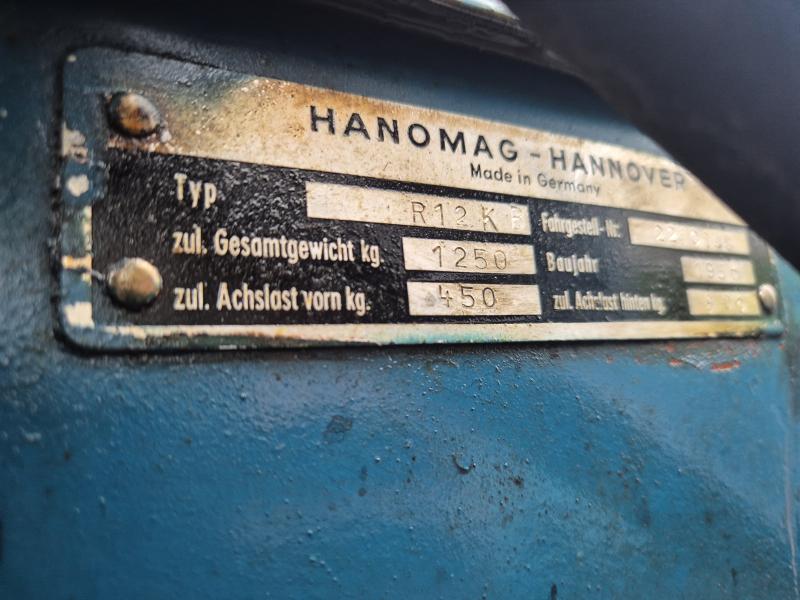 HANOMAG - HANNOVER
Made in Germany
Typ R12KB Fahrgestell-Nr.
zul. Gesamtgewicht kg. 1250 Baujahr
zul. Achslast vorn kg. 450 zul. Achslast hinten kg.